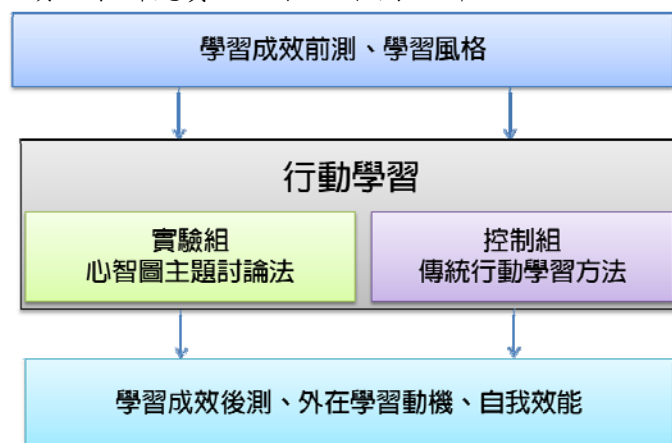 學習成效前測、學習風格
行動學習
實驗組
心智圖主題討論法
控制組
傳統行動學習方法
學習成效後測、外在學習動機、自我效能